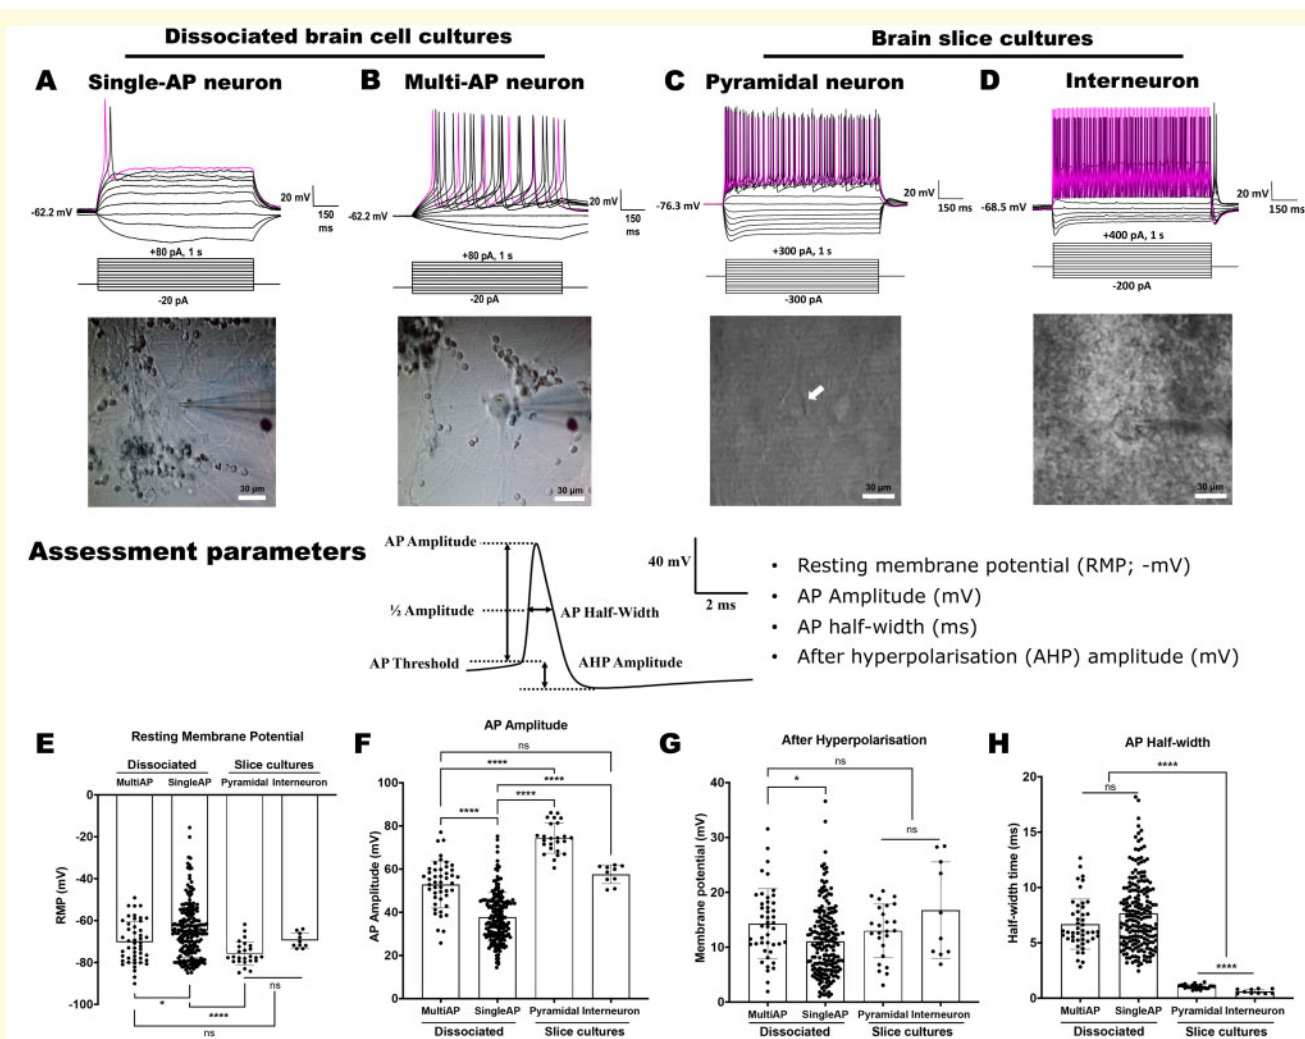 Dissociated brain cell cultures
Brain slice cultures
A Single-AP neuron
B Multi-AP neuron
C Pyramidal neuron
D Interneuron
-62.2 mV
20 mV
150
ms
+80 pA, 1 s
-20 pA
30 µm
-62.2 mV
20 mV
150
ms
+80 pA, 1 s
-20 pA
30 µm
-76.3 mV
20 mV
150 ms
+300 pA, 1 s
-300 pA
30 µm
-68.5 mV
20 mV
150 ms
+400 pA, 1 s
-200 pA
30 µm
Assessment parameters
AP Amplitude
½ Amplitude
AP Half-Width
AP Threshold
AHP Amplitude
40 mV
2 ms
• Resting membrane potential (RMP; -mV)
• AP Amplitude (mV)
• AP half-width (ms)
• After hyperpolarisation (AHP) amplitude (mV)
E
Resting Membrane Potential
Dissociated Slice cultures
MultiAP SingleAP Pyramidal Interneuron
RMP (mV)
0
-20
-40
-60
-80
-100
*
****
ns
ns
F
AP Amplitude
ns
****
****
****
****
AP Amplitude (mV)
100
80
60
40
20
0
MultiAP SingleAP Pyramidal Interneuron
Dissociated Slice cultures
G
After Hyperpolarisation
ns
*
ns
Membrane potential (mV)
40
30
20
10
0
MultiAP SingleAP Pyramidal Interneuron
Dissociated Slice cultures
H
AP Half-width
****
ns
****
Half-width time (ms)
20
15
10
5
0
MultiAP SingleAP Pyramidal Interneuron
Dissociated Slice cultures